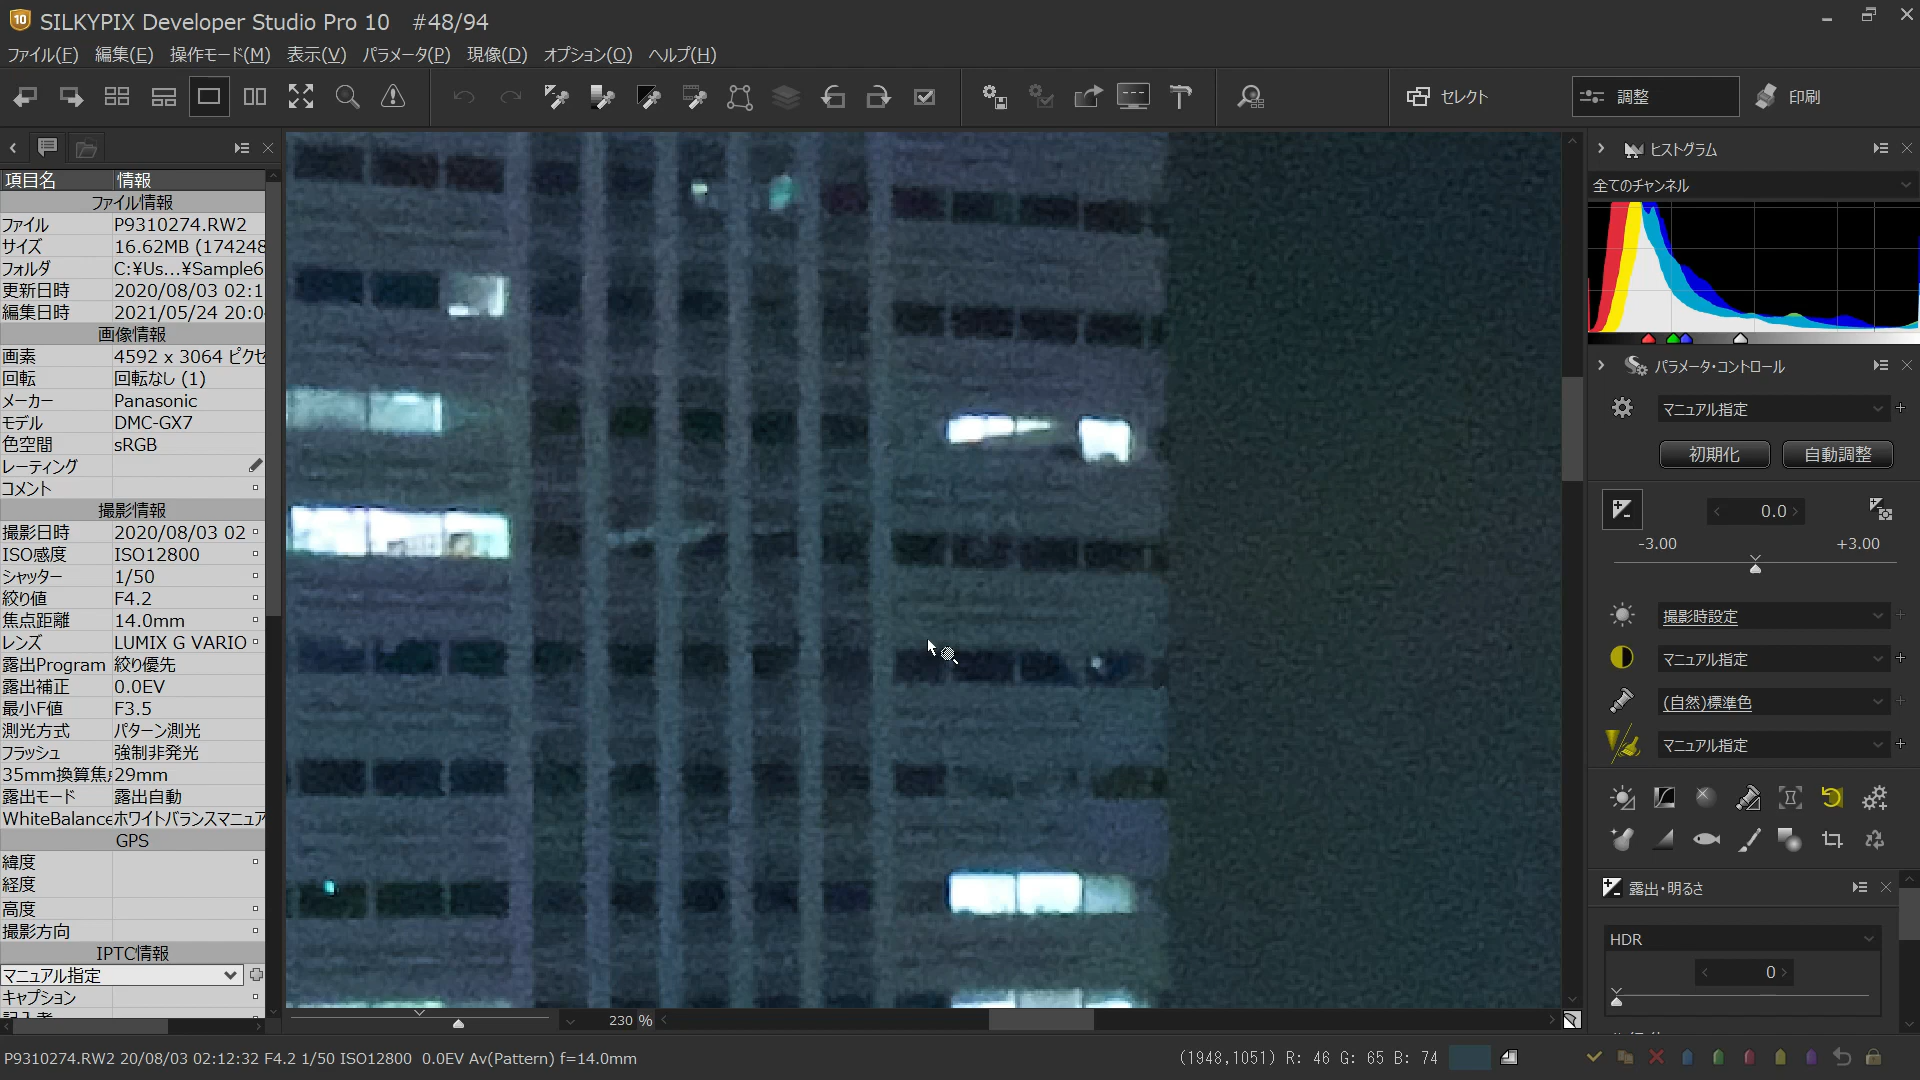 SILKYPIX Developer Studio Pro 10   #48/94
ファイル(F)  編集(E)  操作モード(M)  表示(V)  パラメータ(P)  現像(D)  オプション(O)  ヘルプ(H)
セレクト  調整  印刷
項目名  情報
ファイル情報
ファイル  P9310274.RW2
サイズ  16.62MB (174248
フォルダ  C:¥Us...¥Sample6
更新日時  2020/08/03 02:1
編集日時  2021/05/24 20:0
画像情報
画素  4592 x 3064 ピクセ
回転  回転なし (1)
メーカー  Panasonic
モデル  DMC-GX7
色空間  sRGB
レーティング
コメント
撮影情報
撮影日時  2020/08/03 02
ISO感度  ISO12800
シャッター  1/50
絞り値  F4.2
焦点距離  14.0mm
レンズ  LUMIX G VARIO
露出Program  絞り優先
露出補正  0.0EV
最小F値  F3.5
測光方式  パターン測光
フラッシュ  強制非発光
35mm換算焦  29mm
露出モード  露出自動
WhiteBalance  ホワイトバランスマニュア
GPS
緯度
経度
高度
撮影方向
IPTC情報
マニュアル指定
キャプション
230 %
ヒストグラム
全てのチャンネル
パラメータ・コントロール
マニュアル指定
初期化  自動調整
0.0
-3.00  +3.00
撮影時設定
マニュアル指定
(自然)標準色
マニュアル指定
露出・明るさ
HDR
0
P9310274.RW2 20/08/03 02:12:32 F4.2 1/50 ISO12800  0.0EV Av(Pattern) f=14.0mm
(1948,1051) R: 46 G: 65 B: 74